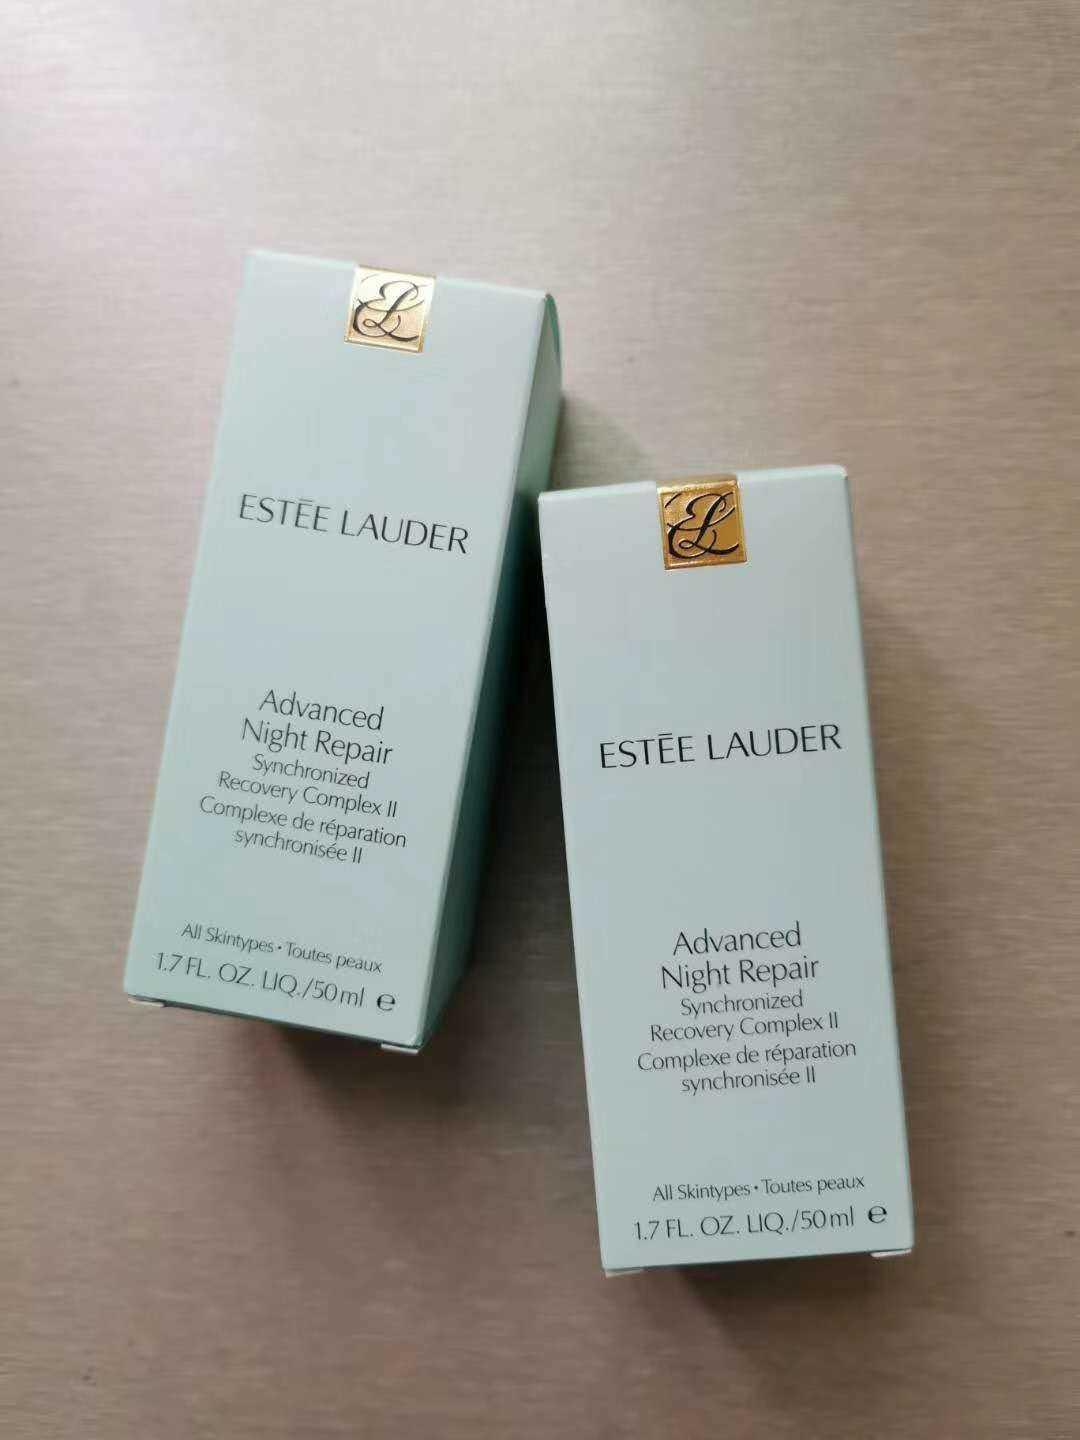 EL
ESTĒE LAUDER
Advanced
Night Repair
Synchronized
Recovery Complex II
Complexe de réparation
synchronisée II
All Skintypes • Toutes peaux
1.7 FL. OZ. LIQ./50ml ℮
EL
ESTĒE LAUDER
Advanced
Night Repair
Synchronized
Recovery Complex II
Complexe de réparation
synchronisée II
All Skintypes • Toutes peaux
1.7 FL. OZ. LIQ./50ml ℮